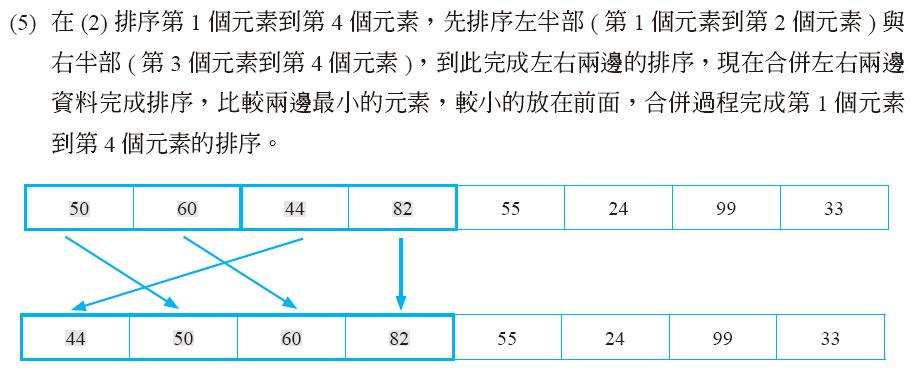 (5) 在 (2) 排序第 1 個元素到第 4 個元素，先排序左半部 ( 第 1 個元素到第 2 個元素 ) 與
右半部 ( 第 3 個元素到第 4 個元素 )，到此完成左右兩邊的排序，現在合併左右兩邊
資料完成排序，比較兩邊最小的元素，較小的放在前面，合併過程完成第 1 個元素
到第 4 個元素的排序。
50 60 44 82 55 24 99 33
44 50 60 82 55 24 99 33